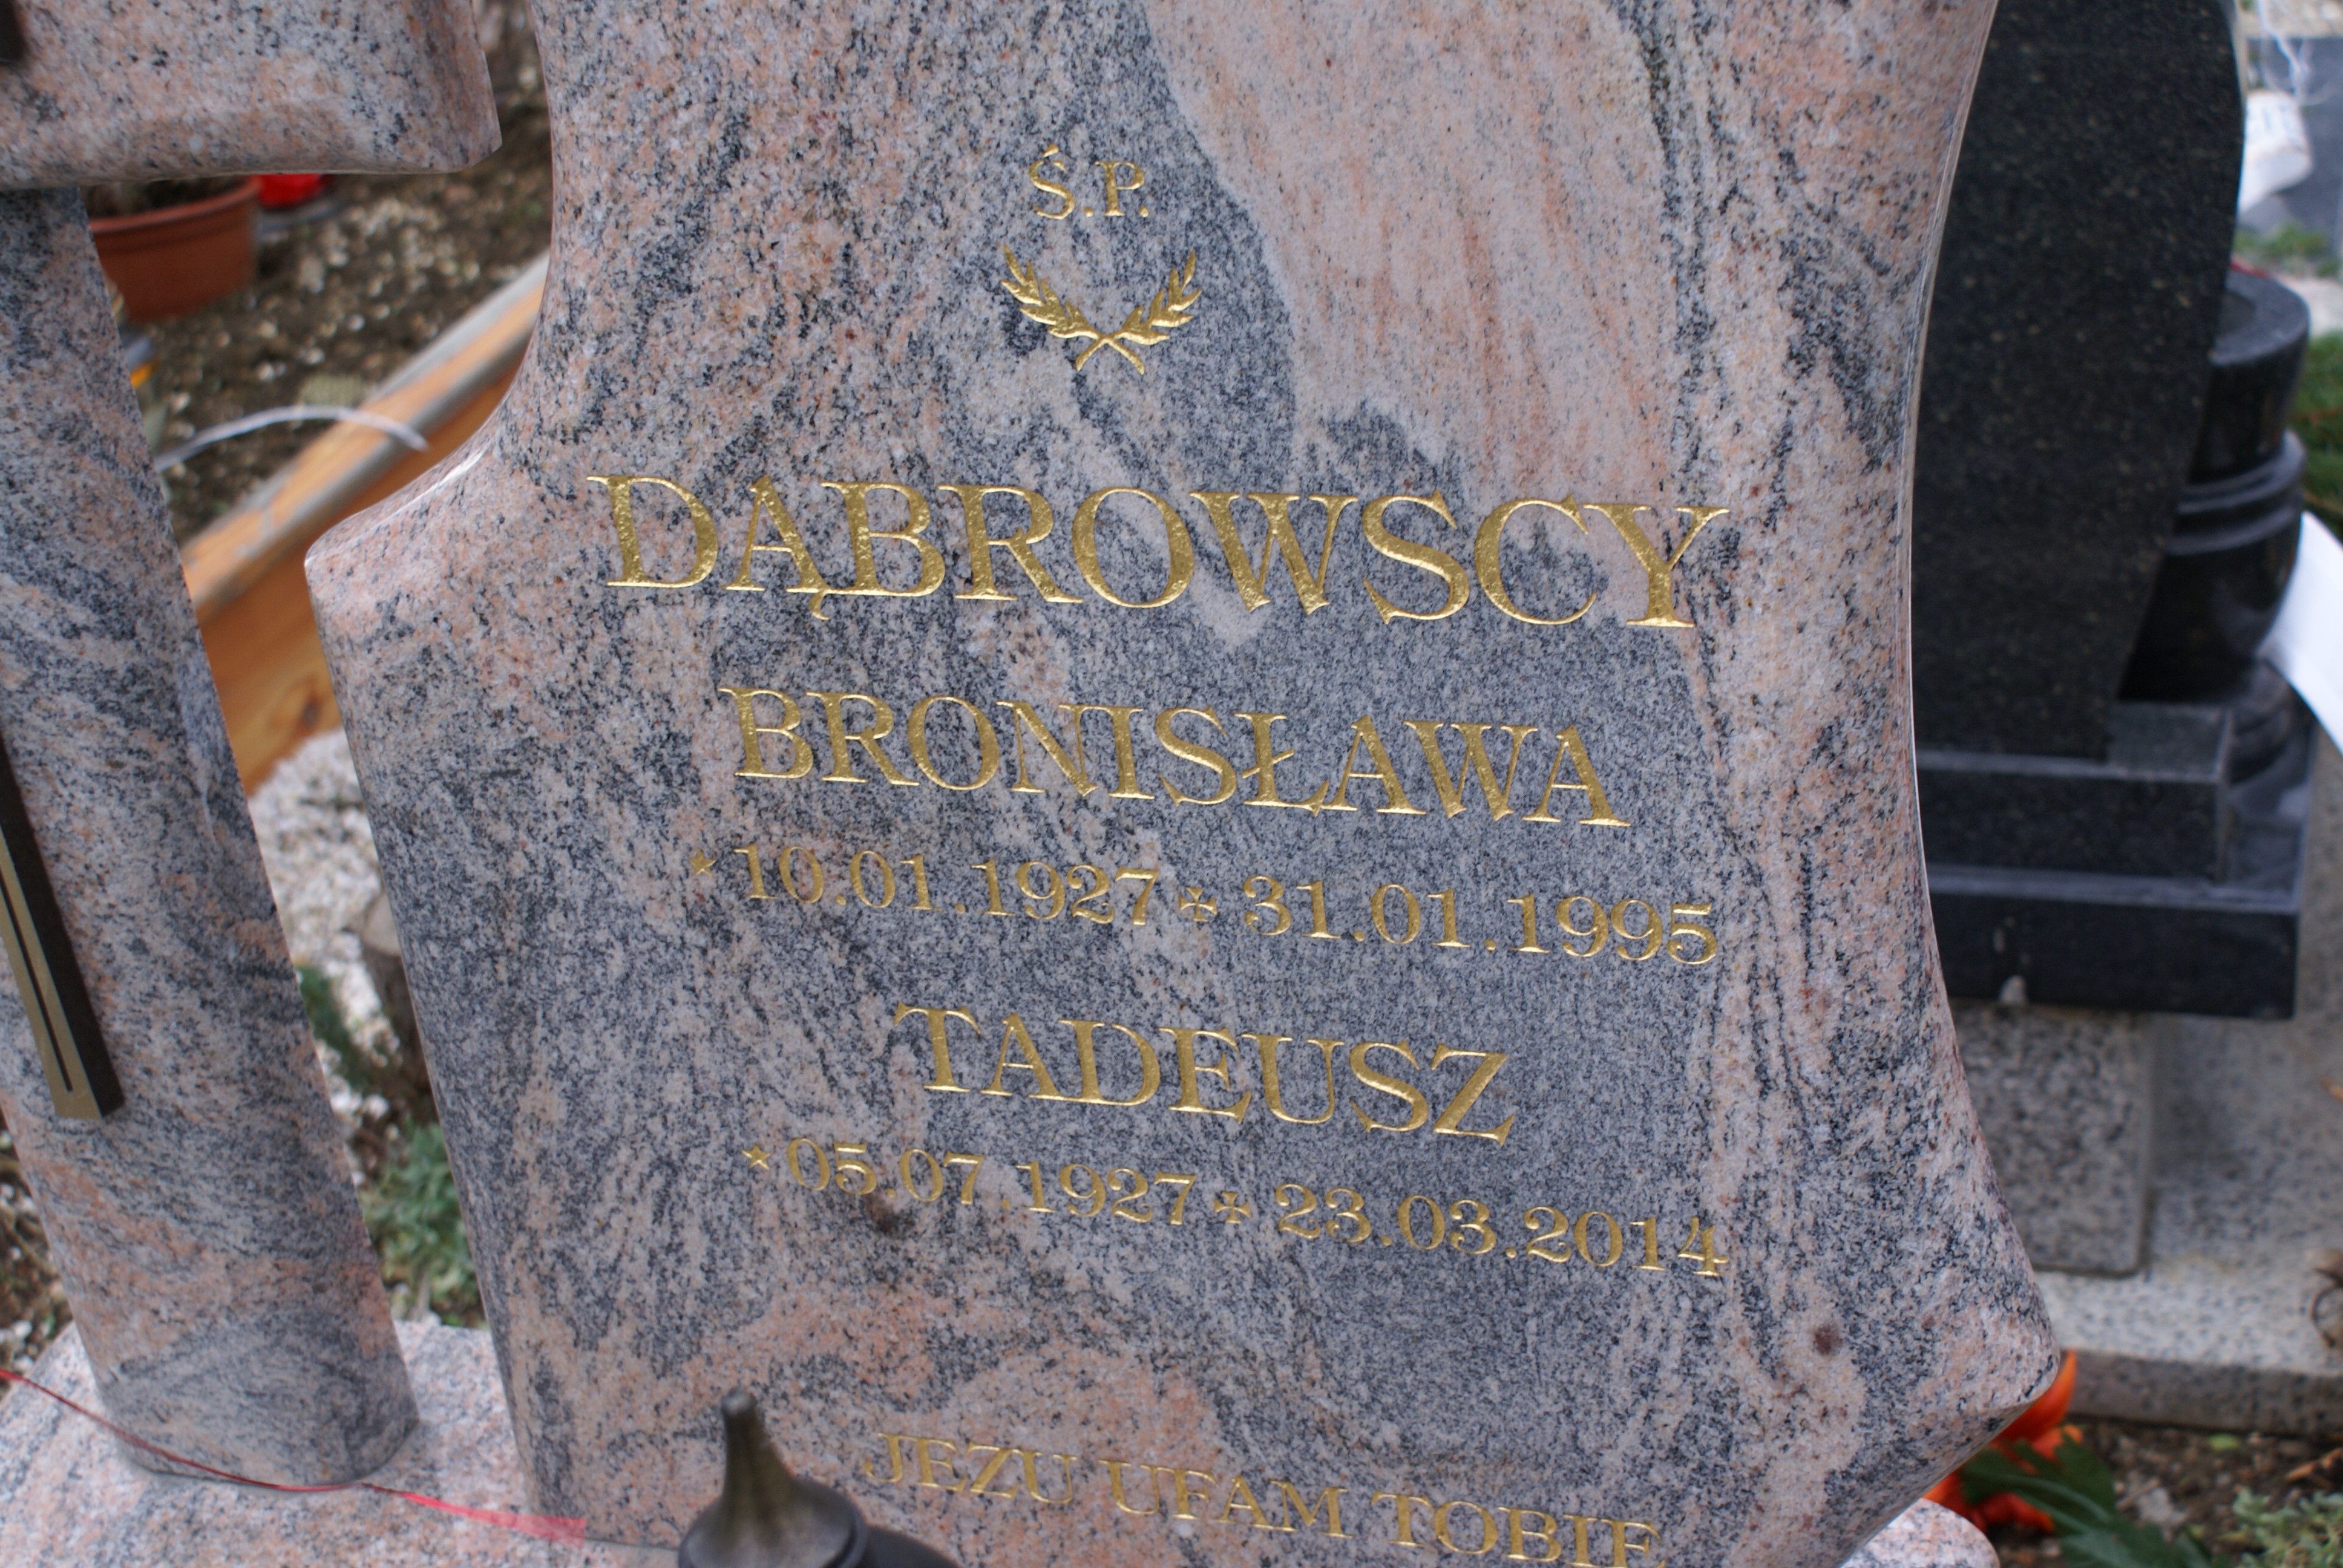 Ś.P.
DĄBROWSCY
BRONISŁAWA
*10.01.1927 ✠ 31.01.1995
TADEUSZ
*05.07.1927 ✠ 23.03.2014
JEZU UFAM TOBIE